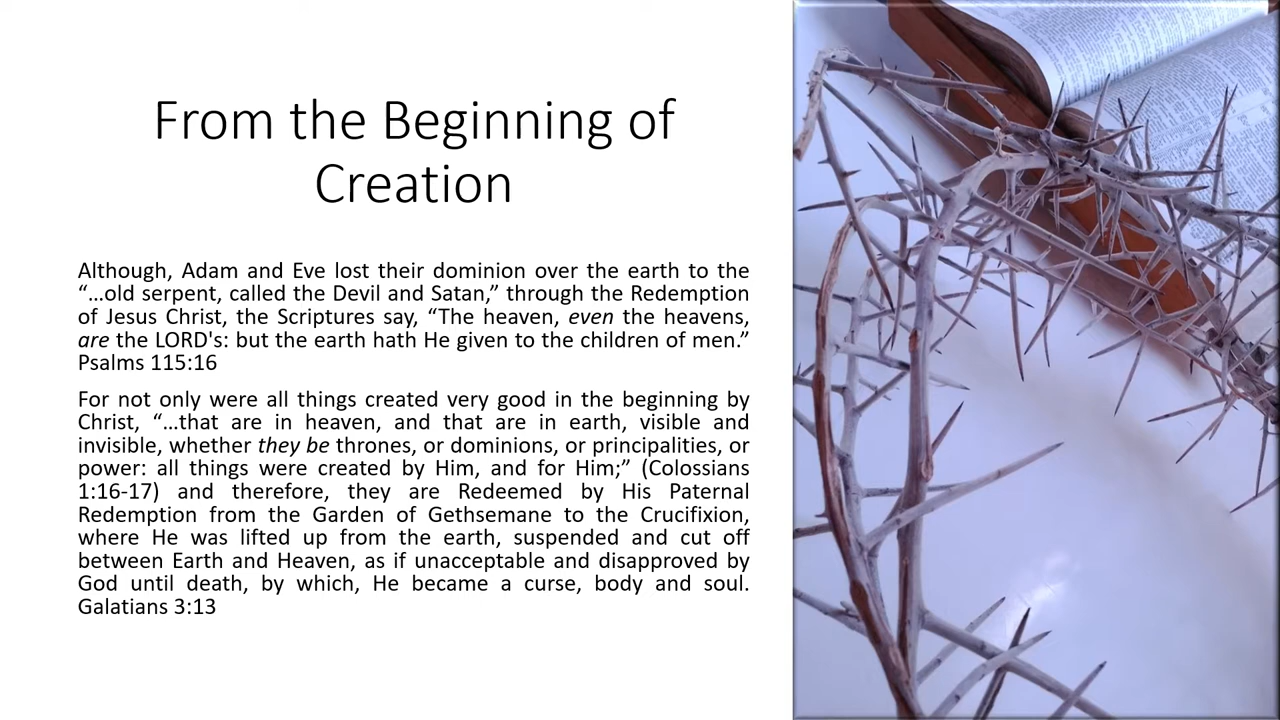 From the Beginning of
Creation
Although, Adam and Eve lost their dominion over the earth to the
“…old serpent, called the Devil and Satan,” through the Redemption
of Jesus Christ, the Scriptures say, “The heaven, even the heavens,
are the LORD's: but the earth hath He given to the children of men.”
Psalms 115:16
For not only were all things created very good in the beginning by
Christ, “…that are in heaven, and that are in earth, visible and
invisible, whether they be thrones, or dominions, or principalities, or
power: all things were created by Him, and for Him;” (Colossians
1:16-17) and therefore, they are Redeemed by His Paternal
Redemption from the Garden of Gethsemane to the Crucifixion,
where He was lifted up from the earth, suspended and cut off
between Earth and Heaven, as if unacceptable and disapproved by
God until death, by which, He became a curse, body and soul.
Galatians 3:13